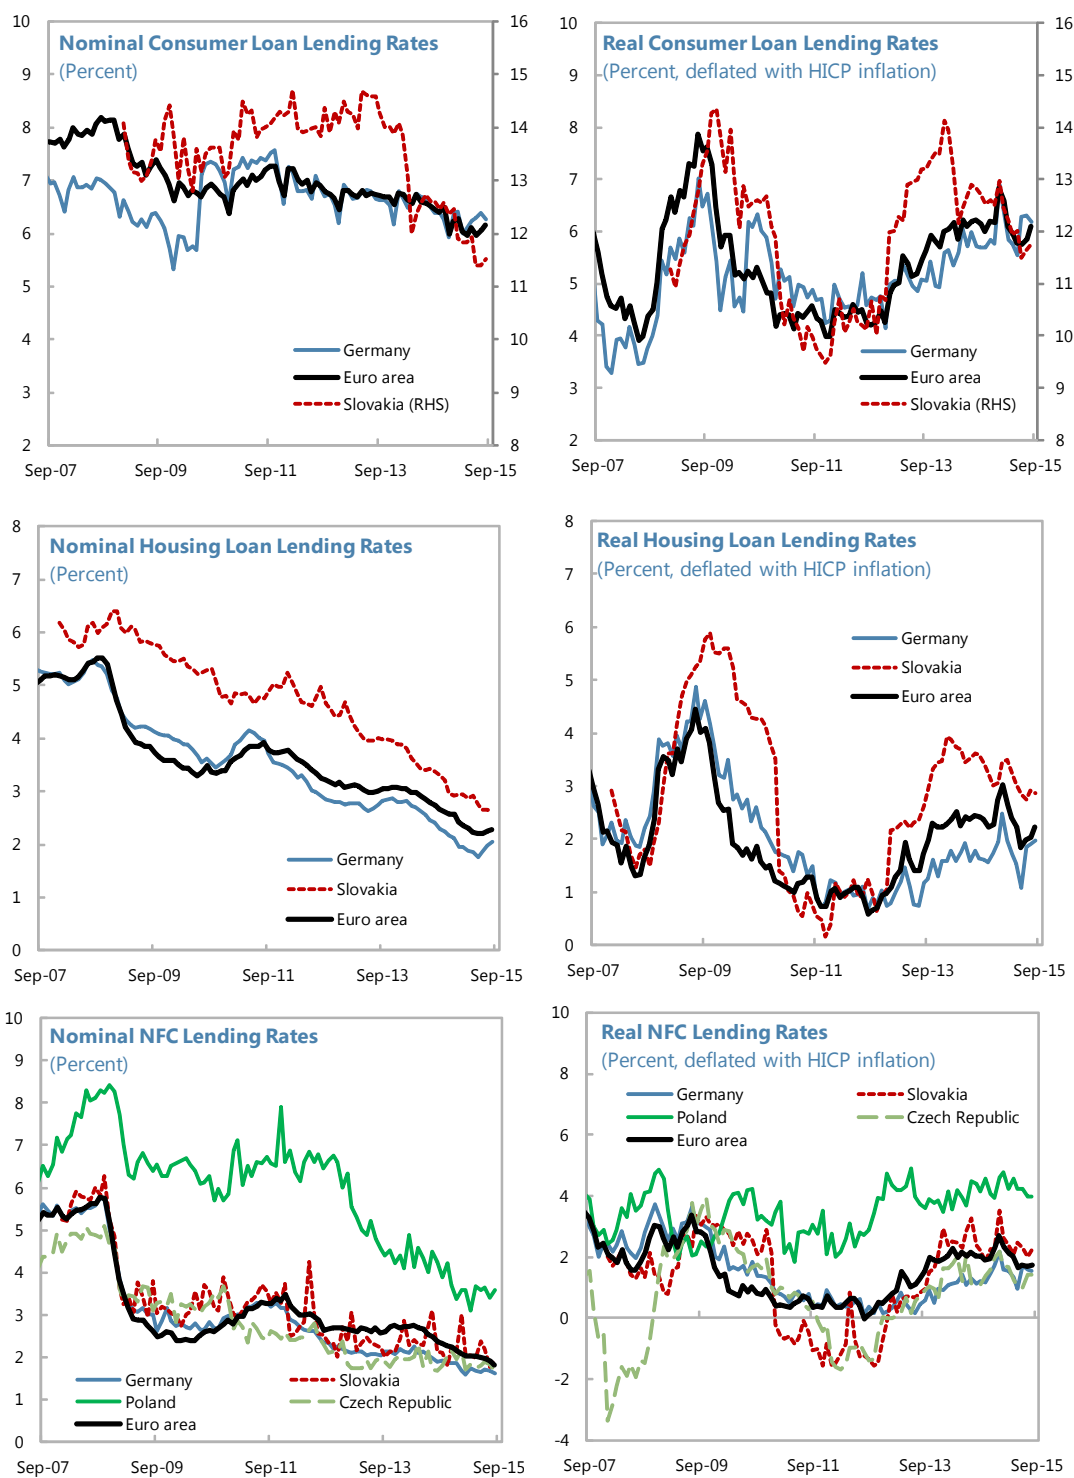 Nominal Consumer Loan Lending Rates
(Percent)
10
9
8
7
6
5
4
3
2
16
15
14
13
12
11
10
9
8
Germany
Euro area
Slovakia (RHS)
Sep-07 Sep-09 Sep-11 Sep-13 Sep-15
Real Consumer Loan Lending Rates
(Percent, deflated with HICP inflation)
10
9
8
7
6
5
4
3
2
16
15
14
13
12
11
10
9
8
Germany
Euro area
Slovakia (RHS)
Sep-07 Sep-09 Sep-11 Sep-13 Sep-15
Nominal Housing Loan Lending Rates
(Percent)
8
7
6
5
4
3
2
1
0
Germany
Slovakia
Euro area
Sep-07 Sep-09 Sep-11 Sep-13 Sep-15
Real Housing Loan Lending Rates
(Percent, deflated with HICP inflation)
8
7
6
5
4
3
2
1
0
Germany
Slovakia
Euro area
Sep-07 Sep-09 Sep-11 Sep-13 Sep-15
Nominal NFC Lending Rates
(Percent)
10
9
8
7
6
5
4
3
2
1
0
Germany Slovakia
Poland Czech Republic
Euro area
Sep-07 Sep-09 Sep-11 Sep-13 Sep-15
Real NFC Lending Rates
(Percent, deflated with HICP inflation)
10
8
6
4
2
0
-2
-4
Germany Slovakia
Poland Czech Republic
Euro area
Sep-07 Sep-09 Sep-11 Sep-13 Sep-15